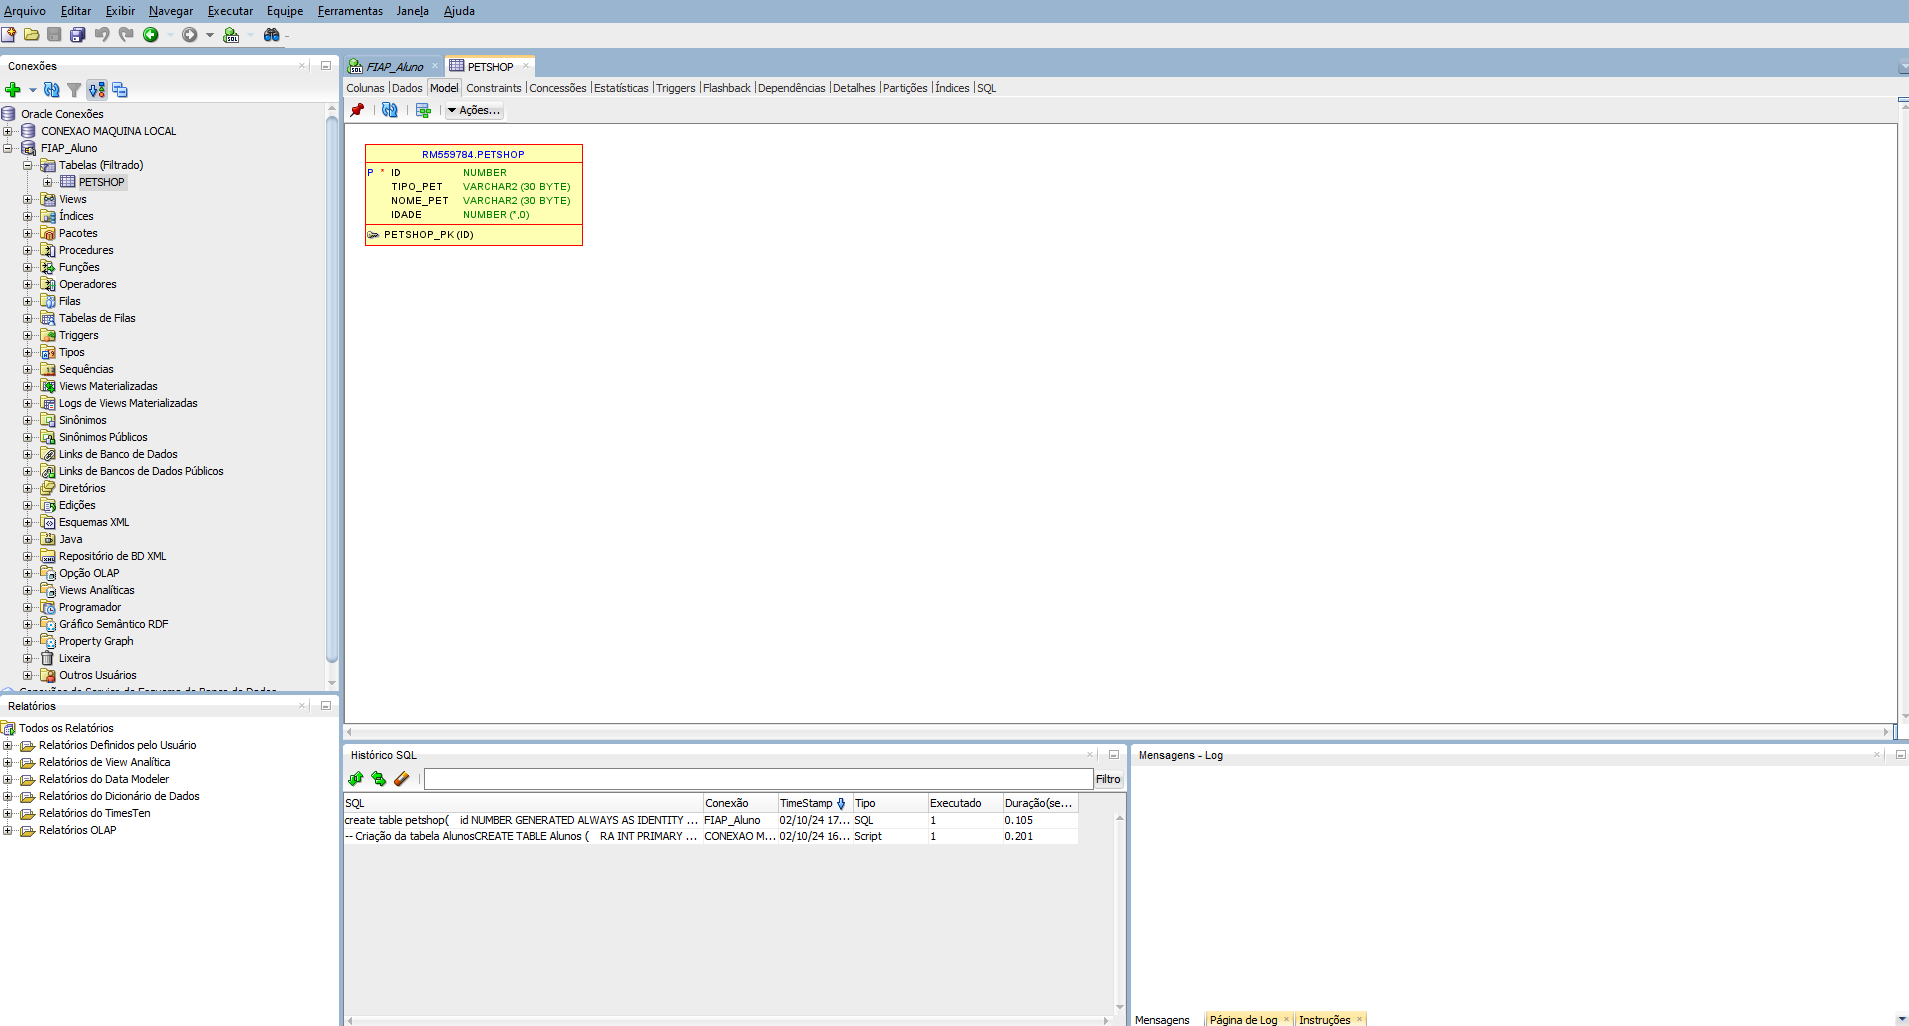 Arquivo Editar Exibir Navegar Executar Equipe Ferramentas Janela Ajuda
Conexões
Oracle Conexões
CONEXAO MAQUINA LOCAL
FIAP_Aluno
Tabelas (Filtrado)
PETSHOP
Views
Índices
Pacotes
Procedures
Funções
Operadores
Filas
Tabelas de Filas
Triggers
Tipos
Sequências
Views Materializadas
Logs de Views Materializadas
Sinônimos
Sinônimos Públicos
Links de Banco de Dados
Links de Bancos de Dados Públicos
Diretórios
Edições
Esquemas XML
Java
Repositório de BD XML
Opção OLAP
Views Analíticas
Programador
Gráfico Semântico RDF
Property Graph
Lixeira
Outros Usuários
Conexões de Serviço de Esquema de Banco de Dados
Relatórios
Todos os Relatórios
Relatórios Definidos pelo Usuário
Relatórios de View Analítica
Relatórios do Data Modeler
Relatórios do Dicionário de Dados
Relatórios do TimesTen
Relatórios OLAP
FIAP_Aluno PETSHOP
Colunas Dados Model Constraints Concessões Estatísticas Triggers Flashback Dependências Detalhes Partições Índices SQL
Ações...
RM559784.PETSHOP
P * ID NUMBER
TIPO_PET VARCHAR2 (30 BYTE)
NOME_PET VARCHAR2 (30 BYTE)
IDADE NUMBER (*,0)
PETSHOP_PK (ID)
Histórico SQL
Filtro
SQL Conexão TimeStamp Tipo Executado Duração(se...
create table petshop( id NUMBER GENERATED ALWAYS AS IDENTITY ... FIAP_Aluno 02/10/24 17... SQL 1 0.105
-- Criação da tabela AlunosCREATE TABLE Alunos ( RA INT PRIMARY ... CONEXAO M... 02/10/24 16... Script 1 0.201
Mensagens - Log
Mensagens Página de Log Instruções